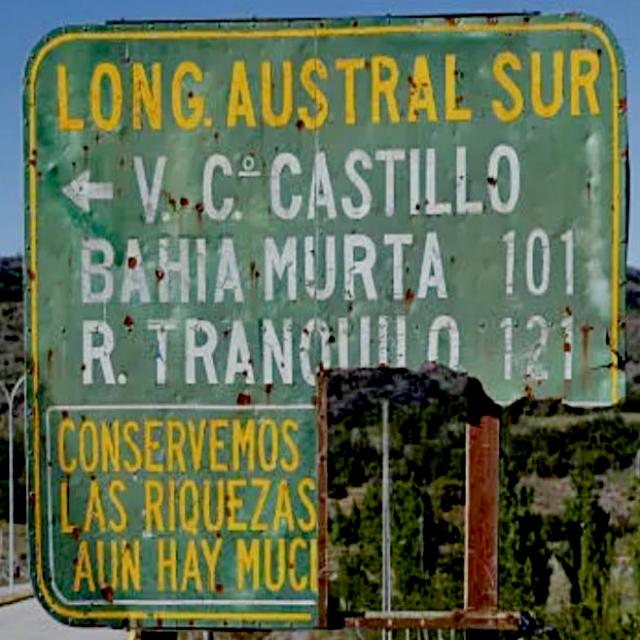 LONG. AUSTRAL SUR
← V. Cº. CASTILLO
BAHIA MURTA 101
R. TRANQUILO 121
CONSERVEMOS
LAS RIQUEZAS
AUN HAY